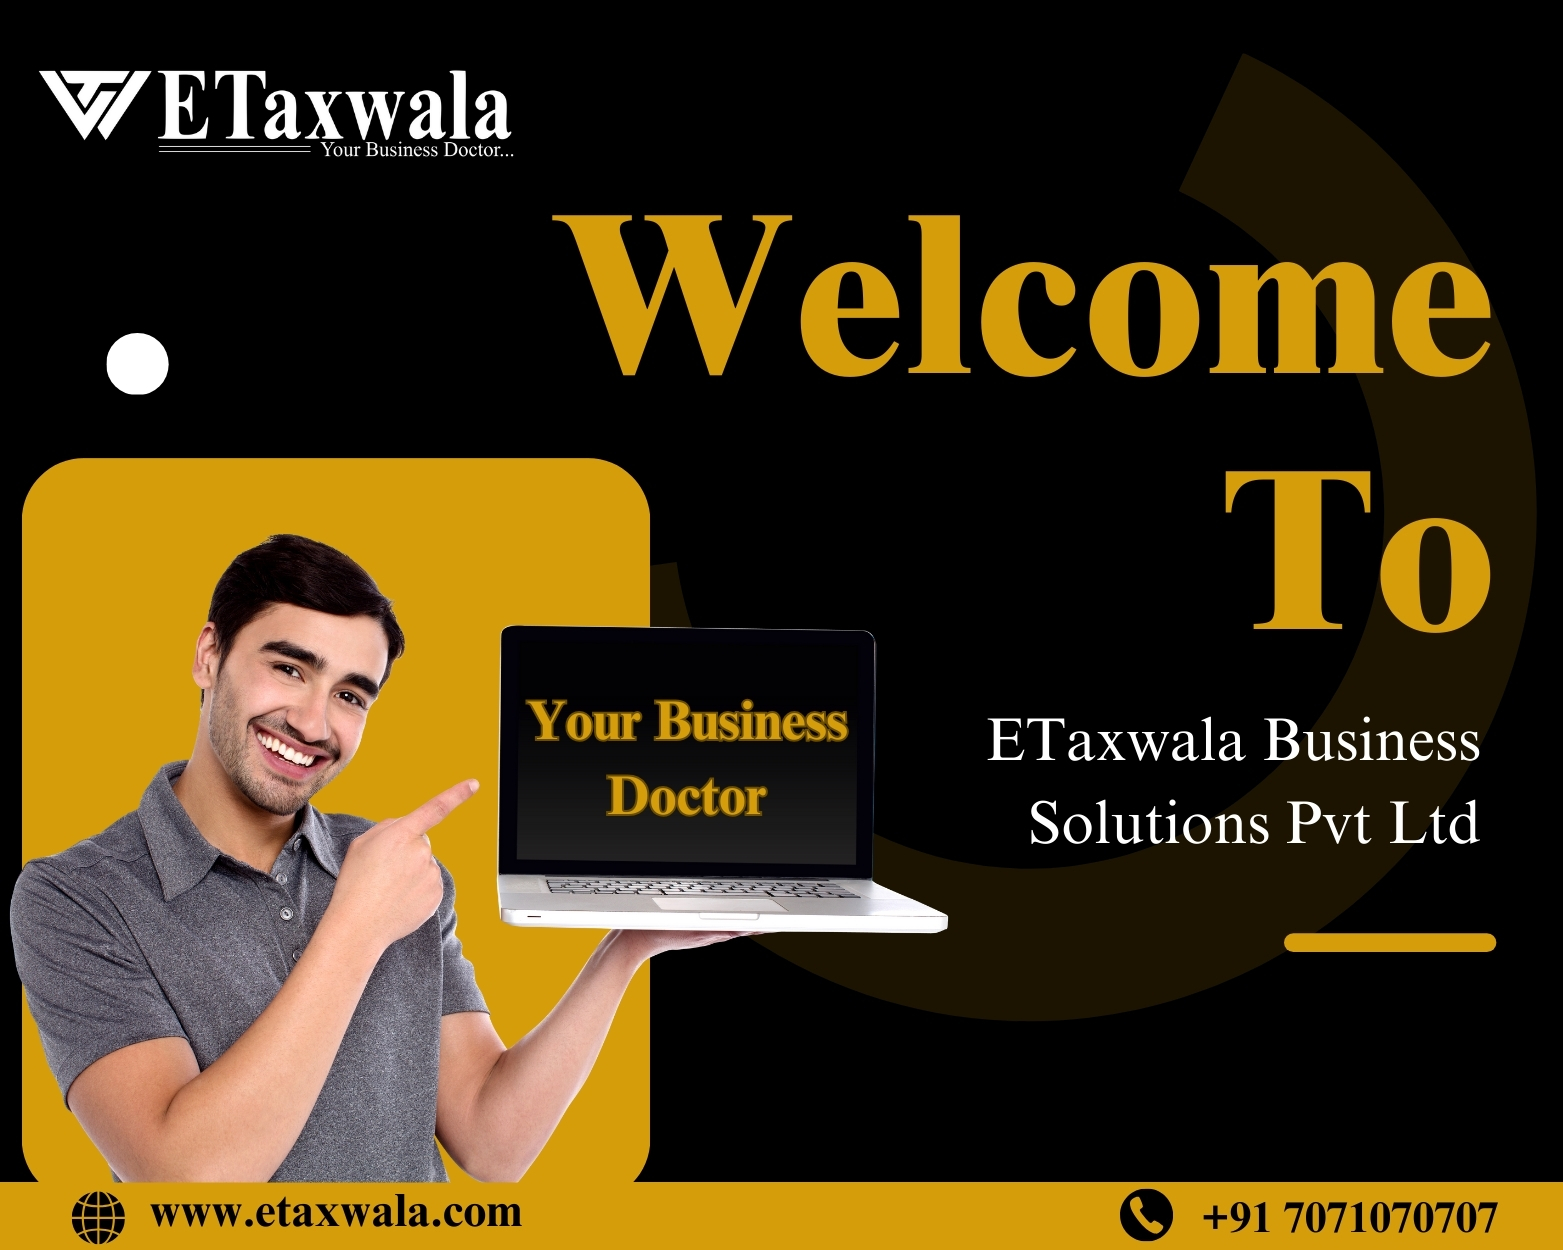 ETaxwala
Your Business Doctor...
Welcome
To
Your Business
Doctor
ETaxwala Business
Solutions Pvt Ltd
www.etaxwala.com
+91 7071070707